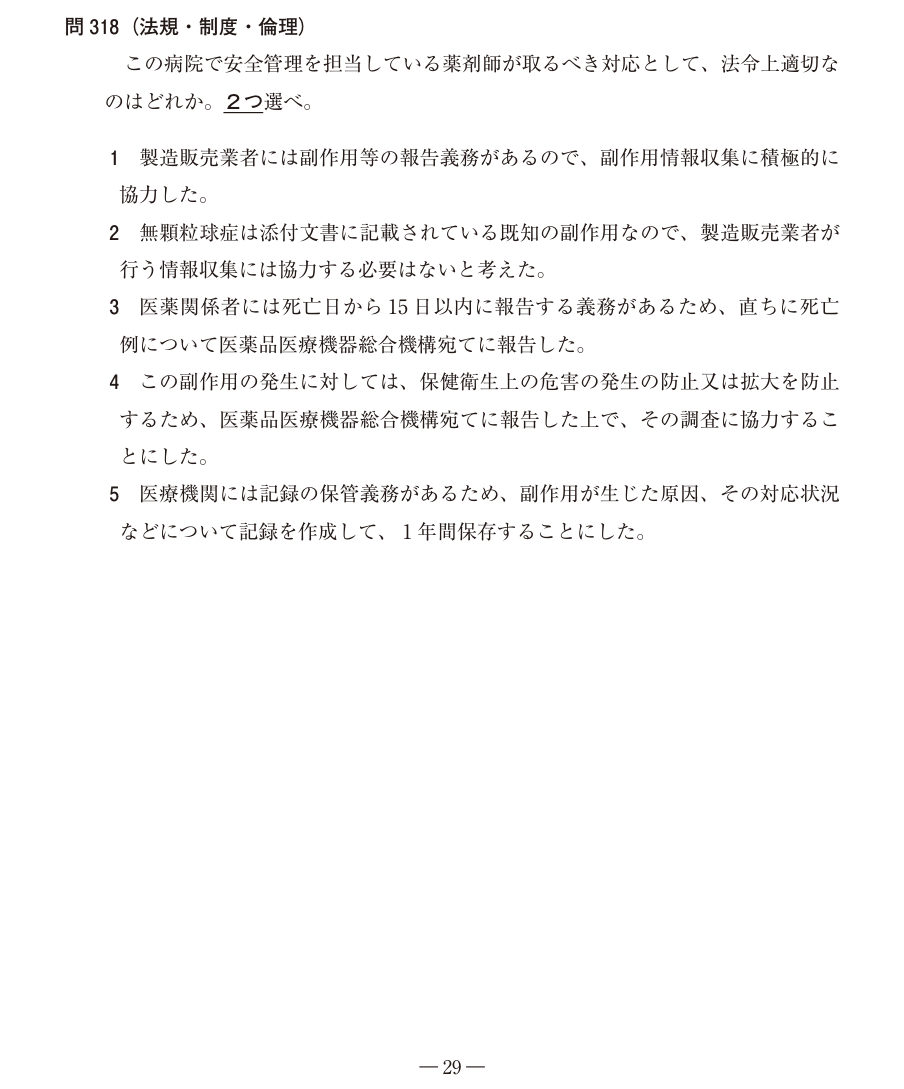 問 318（法規・制度・倫理）
この病院で安全管理を担当している薬剤師が取るべき対応として、法令上適切な
のはどれか。２つ選べ。
1 製造販売業者には副作用等の報告義務があるので、副作用情報収集に積極的に
協力した。
2 無顆粒球症は添付文書に記載されている既知の副作用なので、製造販売業者が
行う情報収集には協力する必要はないと考えた。
3 医薬関係者には死亡日から 15 日以内に報告する義務があるため、直ちに死亡
例について医薬品医療機器総合機構宛てに報告した。
4 この副作用の発生に対しては、保健衛生上の危害の発生の防止又は拡大を防止
するため、医薬品医療機器総合機構宛てに報告した上で、その調査に協力するこ
とにした。
5 医療機関には記録の保管義務があるため、副作用が生じた原因、その対応状況
などについて記録を作成して、１年間保存することにした。
— 29 —